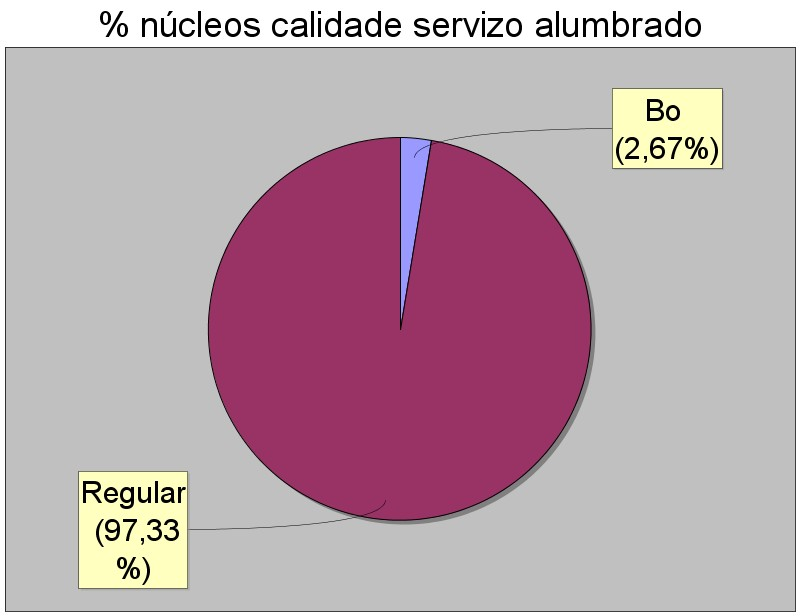 % núcleos calidade servizo alumbrado
Bo
(2,67%)
Regular
(97,33
%)